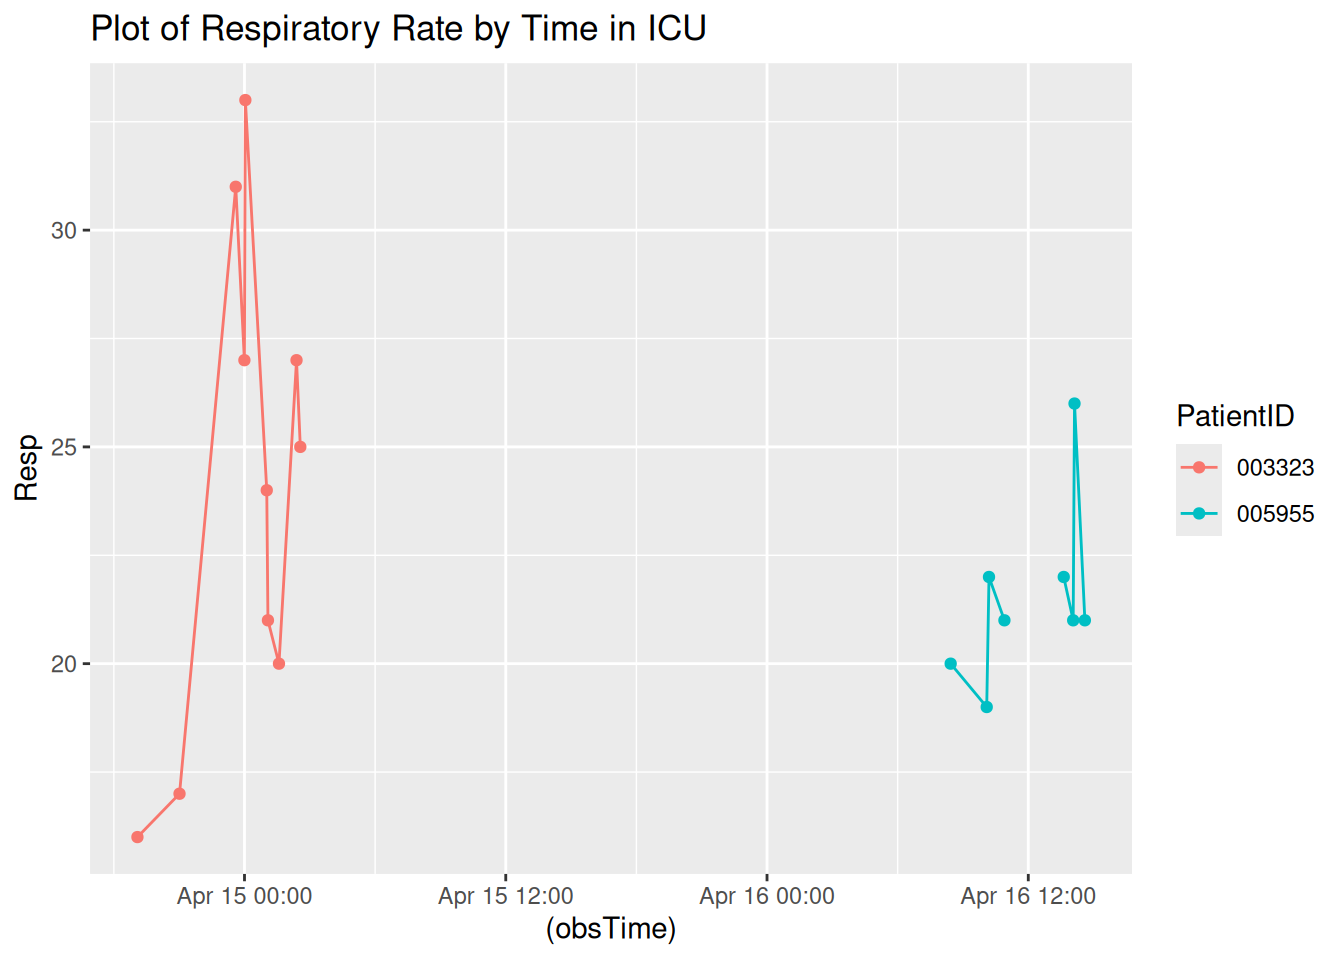 Plot of Respiratory Rate by Time in ICU
30
25
20
Resp
Apr 15 00:00
Apr 15 12:00
Apr 16 00:00
Apr 16 12:00
(obsTime)
PatientID
003323
005955